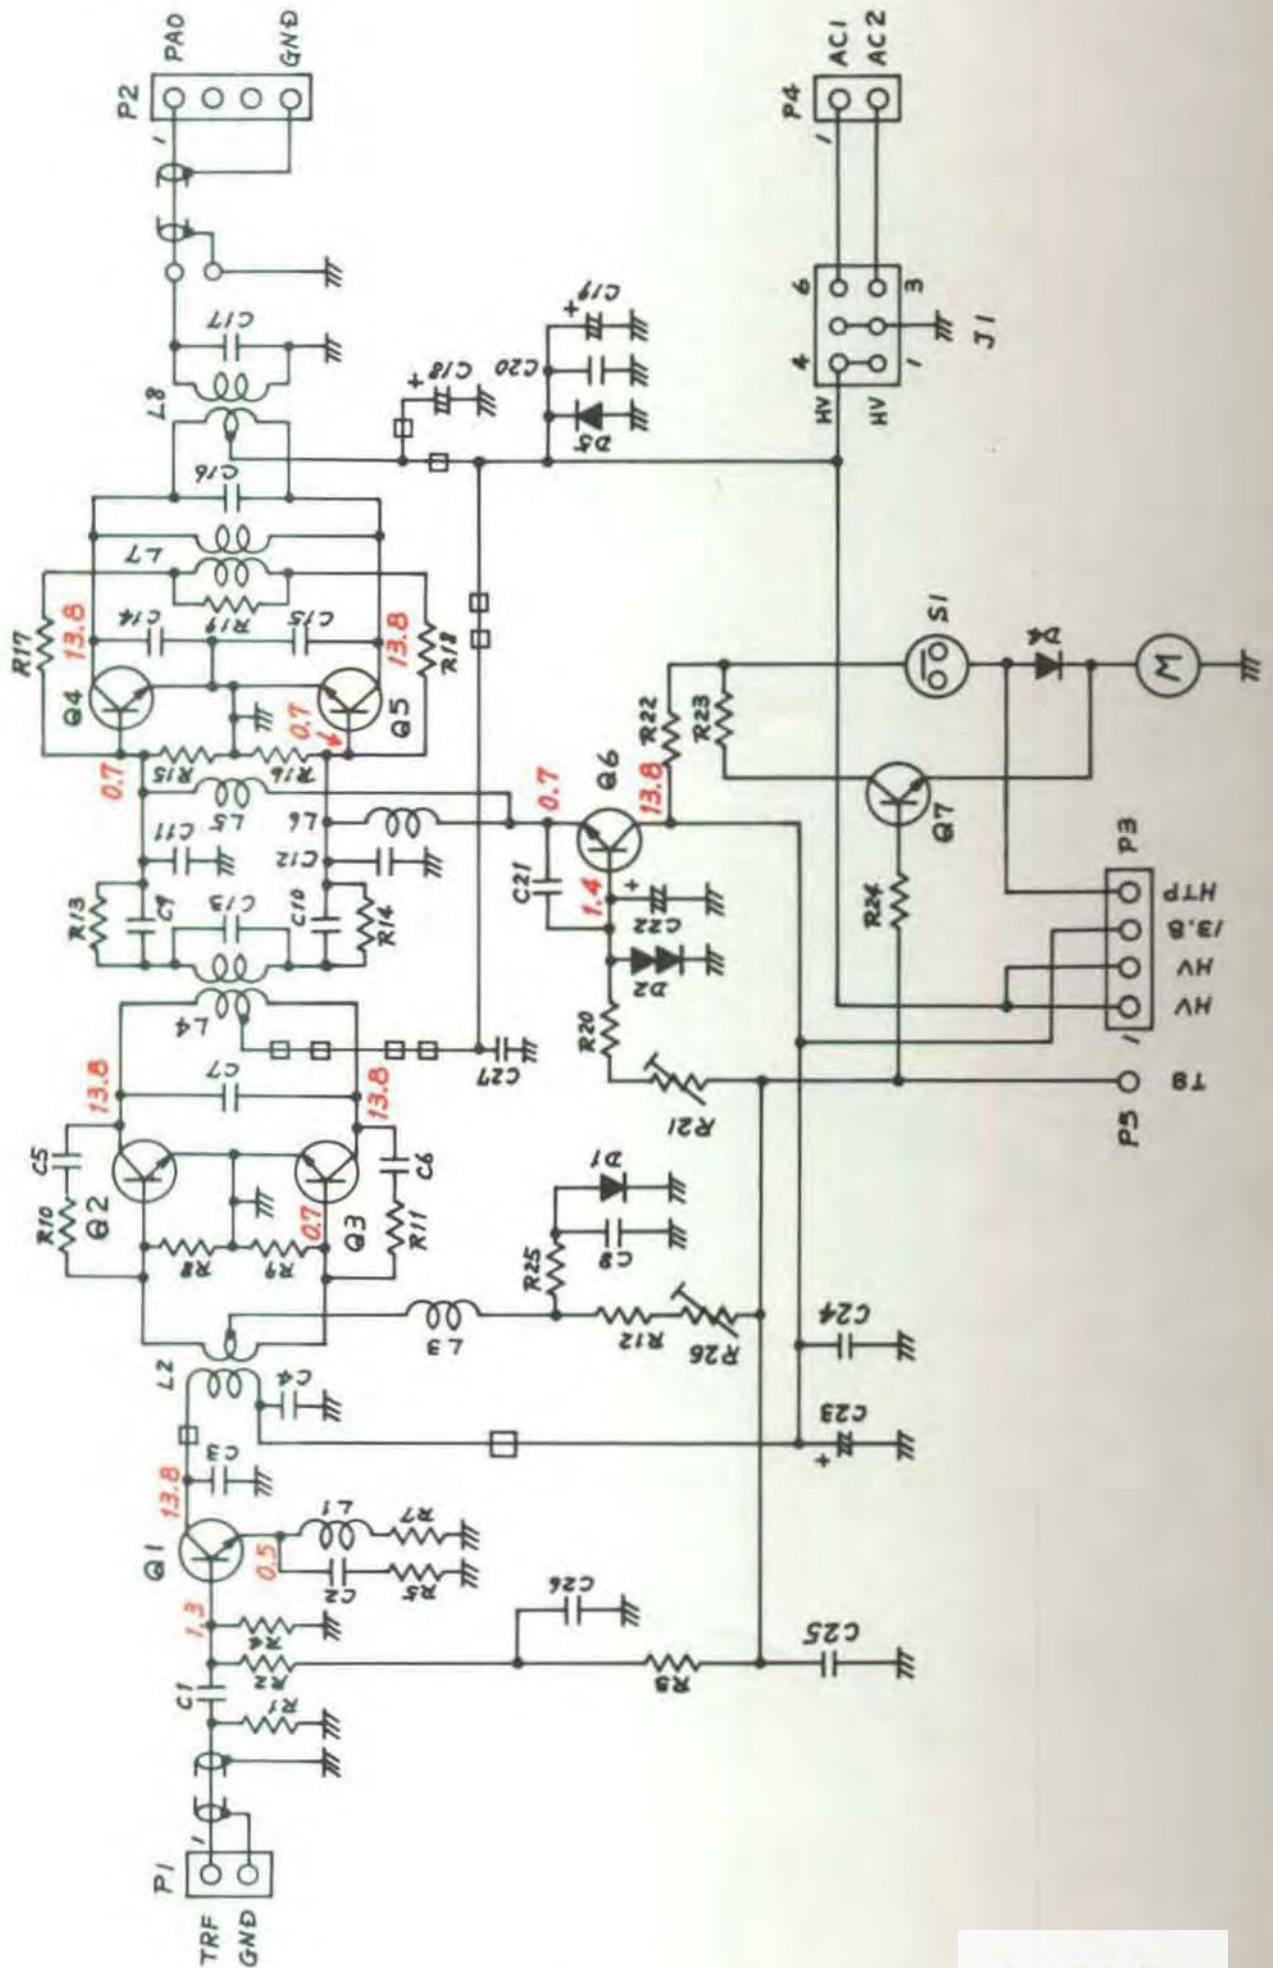 P1
TRF
GND
1
R1
C1
R2
R4
1.3
Q1
13.8
C3
0.5
C2
R5
L1
R7
C26
R3
C25
L2
C4
C23
C24
L3
R12
R26
R25
C8
D1
R10
C5
Q2
13.8
R8
R9
0.7
Q3
R11
C6
13.8
C7
L4
C27
R13
C9
C13
C10
R14
C11
C12
L5
L6
0.7
R15
R16
0.7
R17
Q4
13.8
C14
R19
C15
13.8
Q5
R18
L7
C16
L8
C17
1
P2
PAO
GND
C18
C20
C19
D5
R21
R20
D2
C22
1.4
C21
0.7
Q6
13.8
R22
R23
S1
D4
M
Q7
R24
P5
T8
1
P3
HV
HV
13.8
HTP
HV
HV
4
6
1
3
J1
1
P4
AC1
AC2